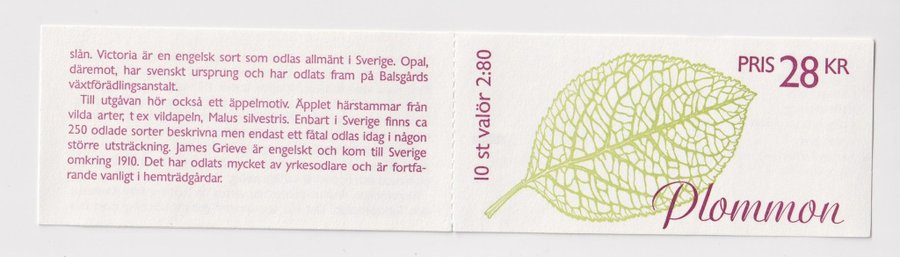 slån. Victoria är en engelsk sort som odlas allmänt i Sverige. Opal,
däremot, har svenskt ursprung och har odlats fram på Balsgårds
växtförädlingsanstalt.
Till utgåvan hör också ett äppelmotiv. Äpplet härstammar från
vilda arter, t ex vildapeln, Malus silvestris. Enbart i Sverige finns ca
250 odlade sorter beskrivna men endast ett fåtal odlas idag i någon
större utsträckning. James Grieve är engelskt och kom till Sverige
omkring 1910. Det har odlats mycket av yrkesodlare och är fortfa-
rande vanligt i hemträdgårdar.
10 st valör 2:80
PRIS 28 KR
Plommon